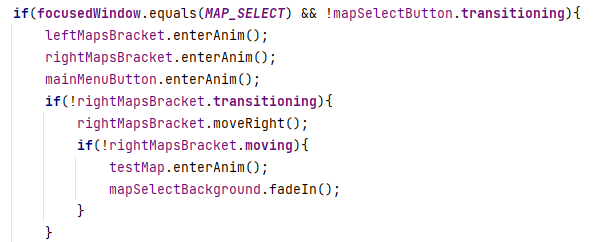 if(focusedWindow.equals(MAP_SELECT) && !mapSelectButton.transitioning){
    leftMapsBracket.enterAnim();
    rightMapsBracket.enterAnim();
    mainMenuButton.enterAnim();
    if(!rightMapsBracket.transitioning){
        rightMapsBracket.moveRight();
        if(!rightMapsBracket.moving){
            testMap.enterAnim();
            mapSelectBackground.fadeIn();
        }
    }